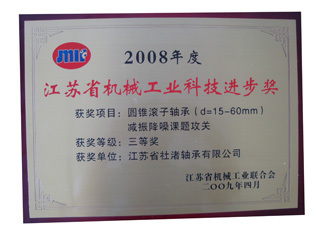 JMIT
2008年度
江苏省机械工业科技进步奖
获奖项目：圆锥滚子轴承（d=15-60mm）
减振降噪课题攻关
获奖等级：三等奖
获奖单位：江苏省社渚轴承有限公司
江苏省机械工业联合会
二〇〇九年四月